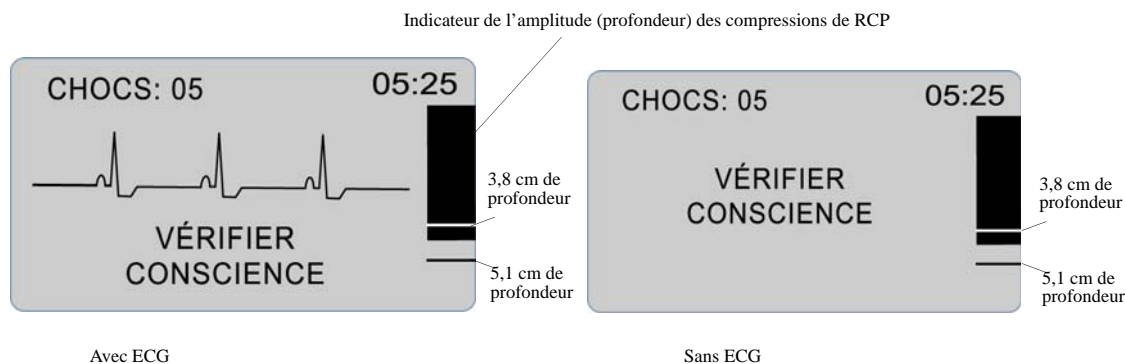 Indicateur de l’amplitude (profondeur) des compressions de RCP
CHOCS: 05
05:25
3,8 cm de
profondeur
VÉRIFIER
CONSCIENCE
5,1 cm de
profondeur
Avec ECG
CHOCS: 05
05:25
VÉRIFIER
CONSCIENCE
3,8 cm de
profondeur
5,1 cm de
profondeur
Sans ECG